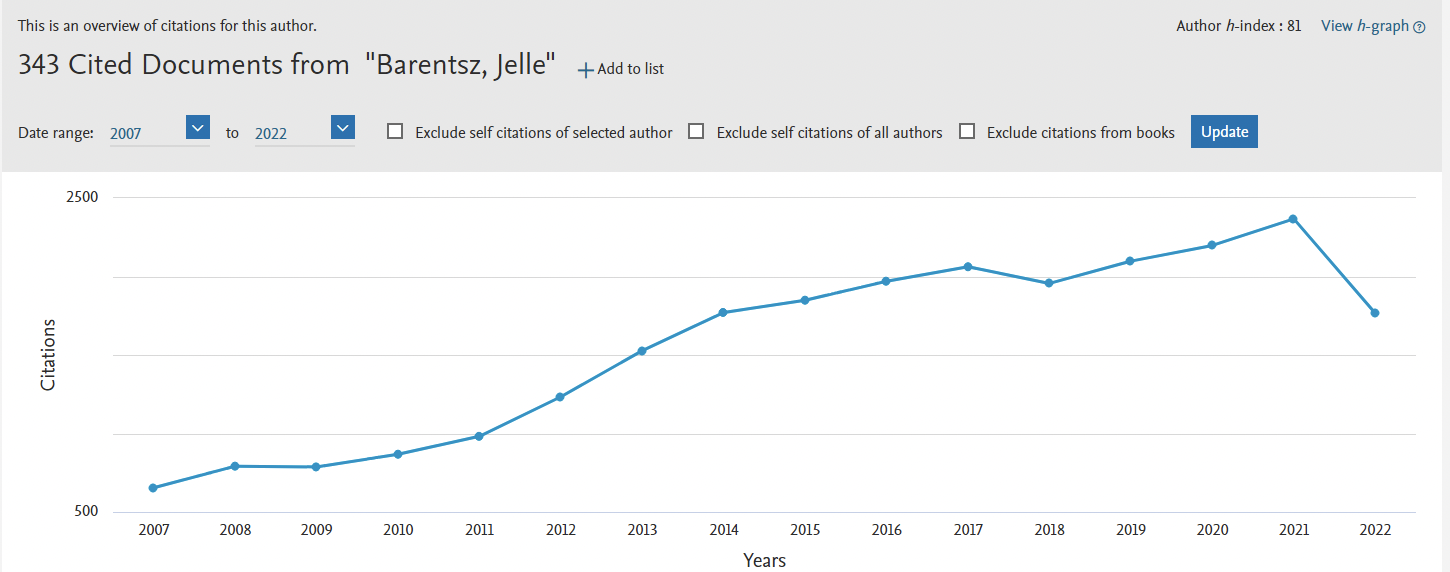 This is an overview of citations for this author.
Author h-index : 81 View h-graph ?
343 Cited Documents from "Barentsz, Jelle" + Add to list
Date range: 2007 to 2022 Exclude self citations of selected author Exclude self citations of all authors Exclude citations from books Update
2500
Citations
500
2007 2008 2009 2010 2011 2012 2013 2014 2015 2016 2017 2018 2019 2020 2021 2022
Years